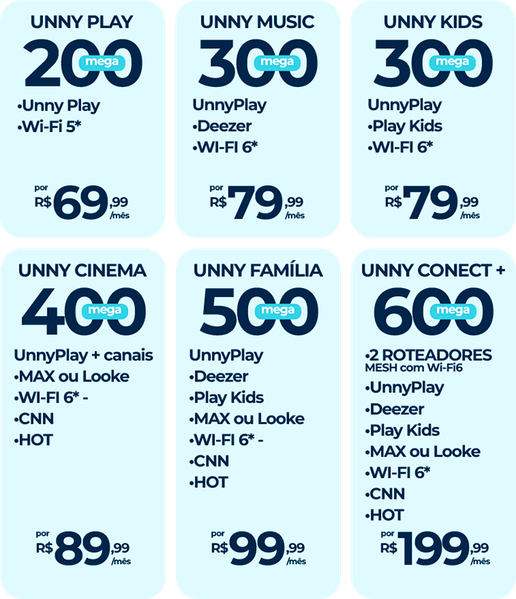 UNNY PLAY
200
mega
•Unny Play
•Wi-Fi 5*
por
R$69,99
/mês
UNNY MUSIC
300
mega
UnnyPlay
•Deezer
•WI-FI 6*
por
R$79,99
/mês
UNNY KIDS
300
mega
UnnyPlay
•Play Kids
•WI-FI 6*
por
R$79,99
/mês
UNNY CINEMA
400
mega
UnnyPlay + canais
•MAX ou Looke
•WI-FI 6* -
•CNN
•HOT
por
R$89,99
/mês
UNNY FAMÍLIA
500
mega
UnnyPlay
•Deezer
•Play Kids
•MAX ou Looke
•WI-FI 6* -
•CNN
•HOT
por
R$99,99
/mês
UNNY CONECT +
600
mega
•2 ROTEADORES
MESH com Wi-Fi6
•UnnyPlay
•Deezer
•Play Kids
•MAX ou Looke
•WI-FI 6*
•CNN
•HOT
por
R$199,99
/mês